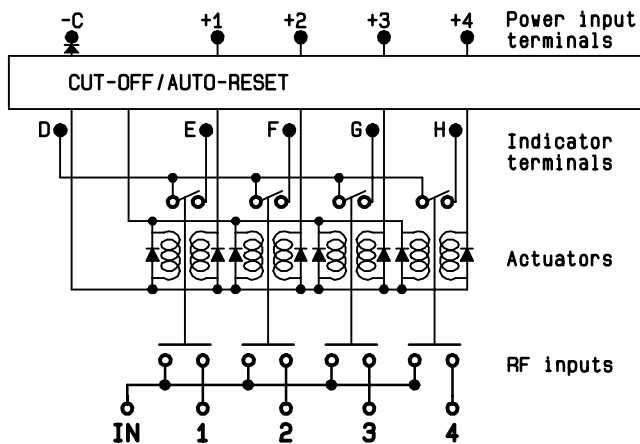 -C +1 +2 +3 +4 Power input
terminals
CUT-OFF/AUTO-RESET
D E F G H Indicator
terminals
Actuators
RF inputs
IN 1 2 3 4